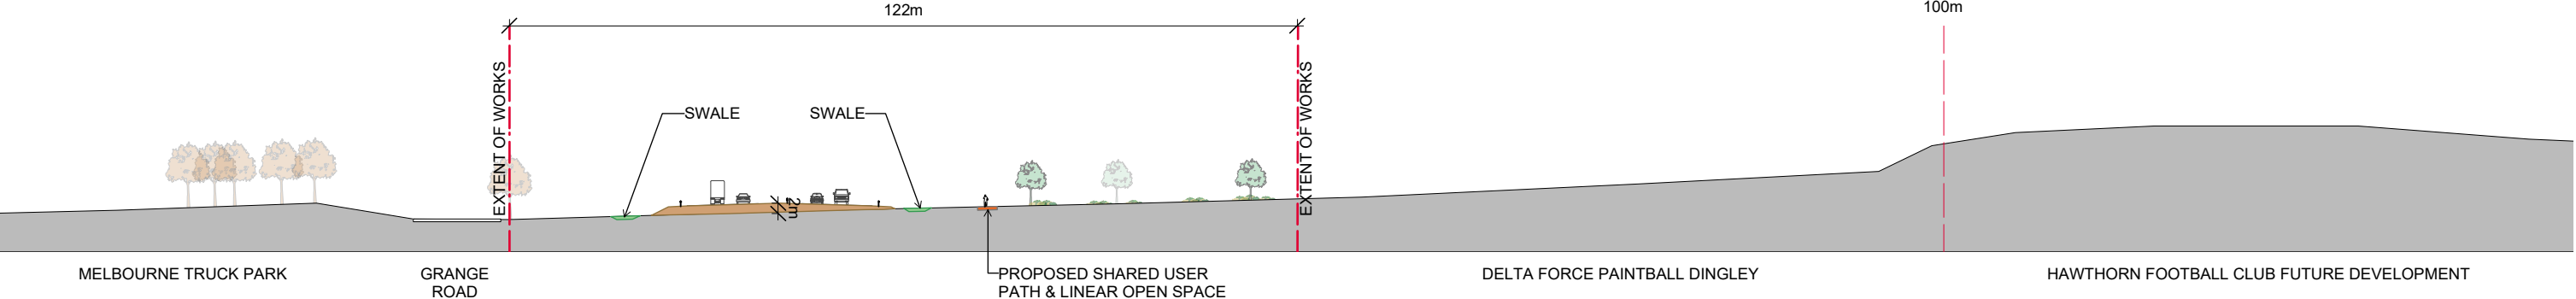 122m
100m
EXTENT OF WORKS
SWALE
SWALE
EXTENT OF WORKS
2m
MELBOURNE TRUCK PARK
GRANGE
ROAD
PROPOSED SHARED USER
PATH & LINEAR OPEN SPACE
DELTA FORCE PAINTBALL DINGLEY
HAWTHORN FOOTBALL CLUB FUTURE DEVELOPMENT